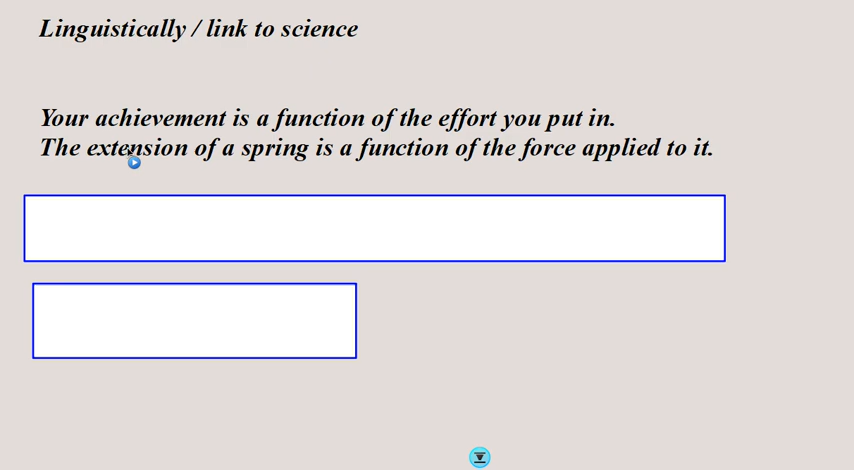 Linguistically / link to science
Your achievement is a function of the effort you put in.
The extension of a spring is a function of the force applied to it.